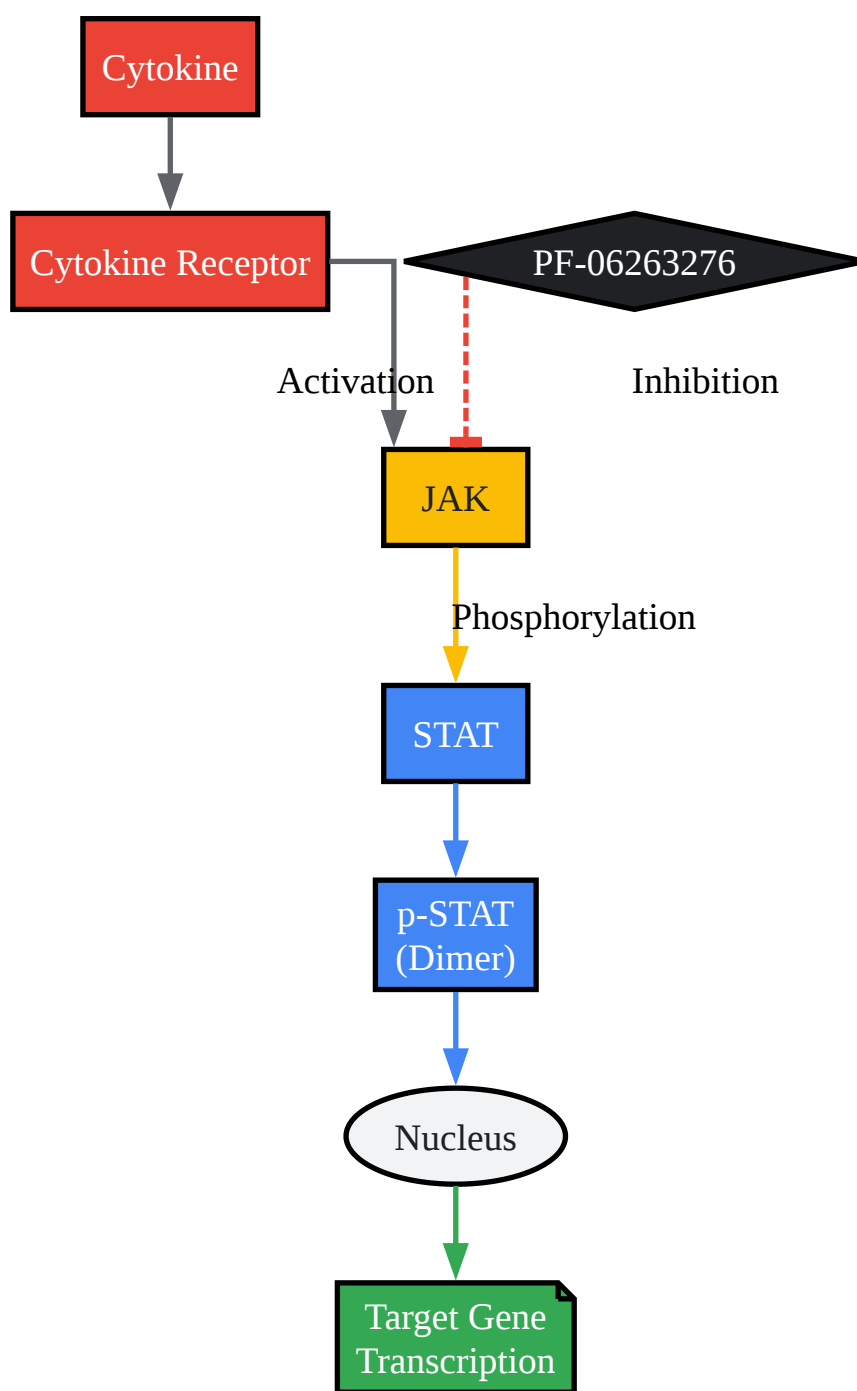 Cytokine
Cytokine Receptor
PF-06263276
Activation
Inhibition
JAK
Phosphorylation
STAT
p-STAT
(Dimer)
Nucleus
Target Gene
Transcription